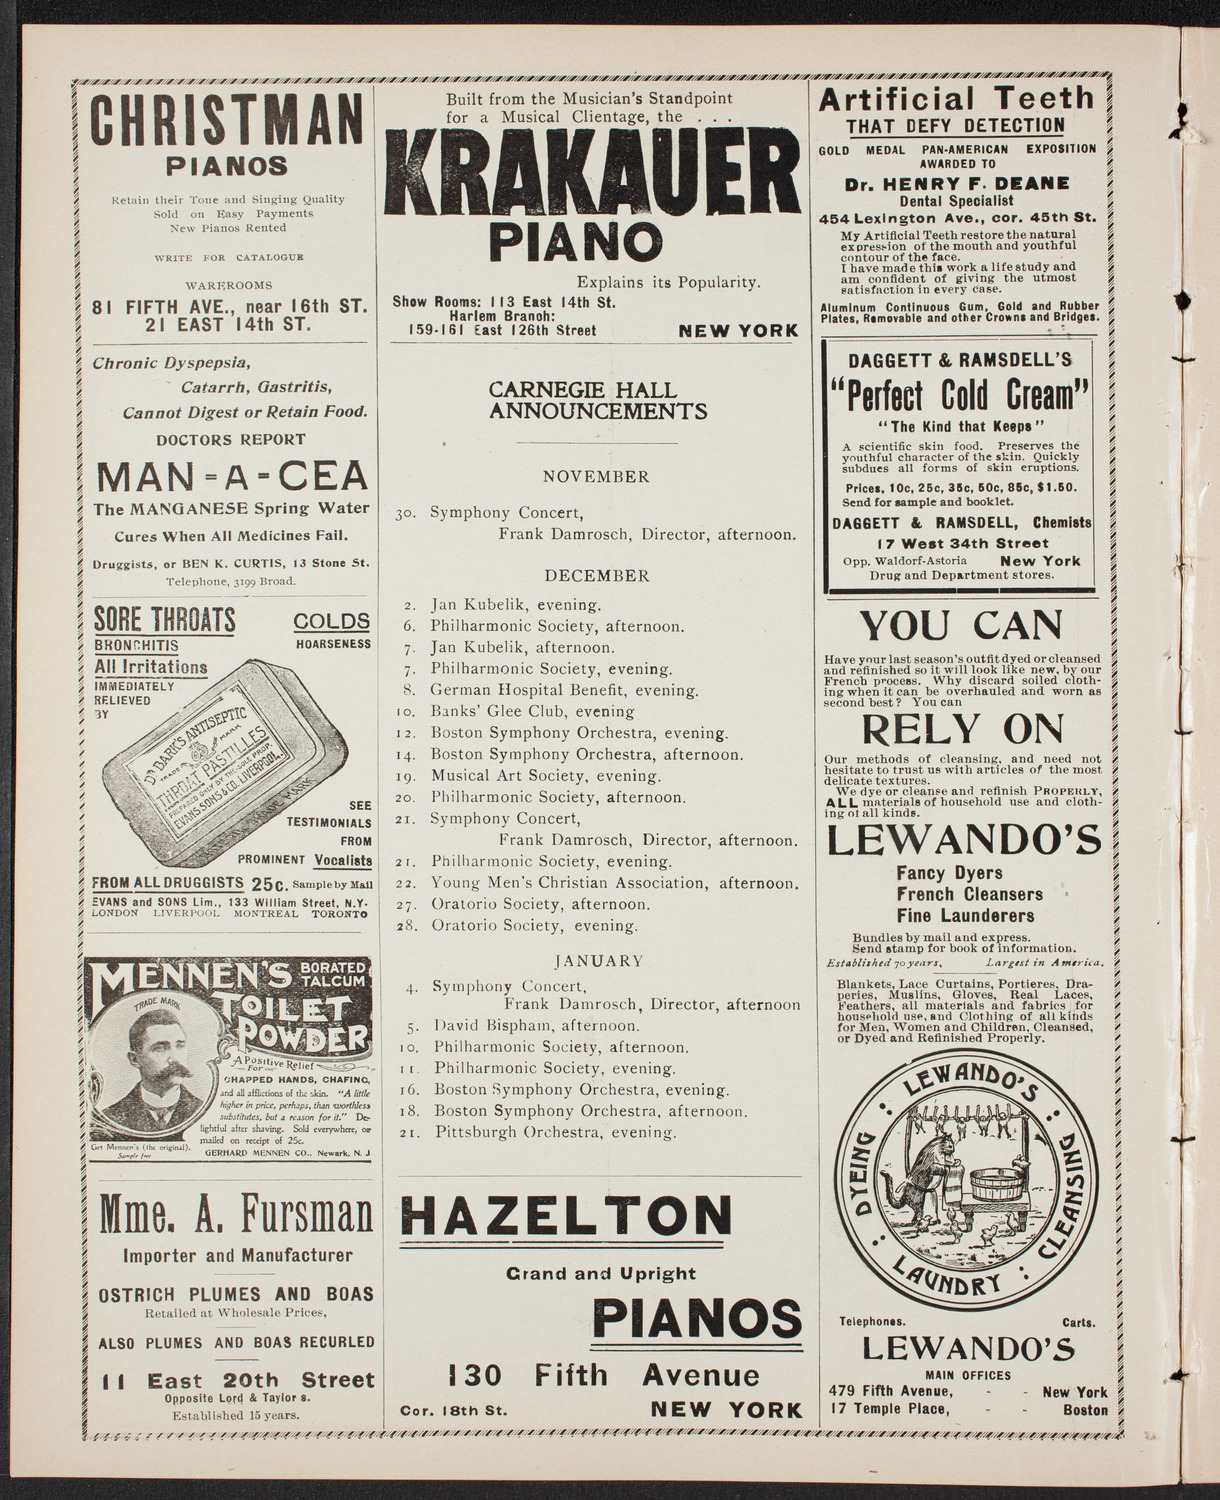 CHRISTMAN
PIANOS
Retain their Tone and Singing Quality
Sold on Easy Payments
New Pianos Rented
WRITE FOR CATALOGUE
WAREROOMS
81 FIFTH AVE., near 16th ST.
21 EAST 14th ST.
Chronic Dyspepsia,
Catarrh, Gastritis,
Cannot Digest or Retain Food.
DOCTORS REPORT
MAN-A-CEA
The MANGANESE Spring Water
Cures When All Medicines Fail.
Druggists, or BEN K. CURTIS, 13 Stone St.
Telephone, 3199 Broad.
SORE THROATS COLDS
BRONCHITIS HOARSENESS
All Irritations
IMMEDIATELY
RELIEVED
BY
DR DARK'S ANTISEPTIC
TRADE MARK
THROAT PASTILLES
PREPARED ONLY BY THE SOLE PROP.
EVANS SONS & CO. LIVERPOOL
TRADE MARK
SEE
TESTIMONIALS
FROM
PROMINENT Vocalists
FROM ALL DRUGGISTS 25c. Sample by Mail
EVANS and SONS Lim., 133 William Street, N.Y.
LONDON LIVERPOOL MONTREAL TORONTO
MENNEN'S BORATED TALCUM
TOILET
POWDER
TRADE MARK
A Positive Relief
For
CHAPPED HANDS, CHAFING,
and all afflictions of the skin. "A little
higher in price, perhaps, than worthless
substitutes, but a reason for it." De-
lightful after shaving. Sold everywhere, or
mailed on receipt of 25c.
Get Mennen's (the original).
Sample free
GERHARD MENNEN CO., Newark, N. J
Mme. A. Fursman
Importer and Manufacturer
OSTRICH PLUMES AND BOAS
Retailed at Wholesale Prices,
ALSO PLUMES AND BOAS RECURLED
11 East 20th Street
Opposite Lord & Taylor s.
Established 15 years.
Built from the Musician's Standpoint
for a Musical Clientage, the . . .
KRAKAUER
PIANO
Explains its Popularity.
Show Rooms: 113 East 14th St.
Harlem Branch:
159-161 East 126th Street NEW YORK
CARNEGIE HALL
ANNOUNCEMENTS
NOVEMBER
30. Symphony Concert,
Frank Damrosch, Director, afternoon.
DECEMBER
2. Jan Kubelik, evening.
6. Philharmonic Society, afternoon.
7. Jan Kubelik, afternoon.
7. Philharmonic Society, evening.
8. German Hospital Benefit, evening.
10. Banks' Glee Club, evening
12. Boston Symphony Orchestra, evening.
14. Boston Symphony Orchestra, afternoon.
19. Musical Art Society, evening.
20. Philharmonic Society, afternoon.
21. Symphony Concert,
Frank Damrosch, Director, afternoon.
21. Philharmonic Society, evening.
22. Young Men's Christian Association, afternoon.
27. Oratorio Society, afternoon.
28. Oratorio Society, evening.
JANUARY
4. Symphony Concert,
Frank Damrosch, Director, afternoon
5. David Bispham, afternoon.
10. Philharmonic Society, afternoon.
11. Philharmonic Society, evening.
16. Boston Symphony Orchestra, evening.
18. Boston Symphony Orchestra, afternoon.
21. Pittsburgh Orchestra, evening.
HAZELTON
Grand and Upright
PIANOS
130 Fifth Avenue
Cor. 18th St. NEW YORK
Artificial Teeth
THAT DEFY DETECTION
GOLD MEDAL PAN-AMERICAN EXPOSITION
AWARDED TO
Dr. HENRY F. DEANE
Dental Specialist
454 Lexington Ave., cor. 45th St.
My Artificial Teeth restore the natural
expression of the mouth and youthful
contour of the face.
I have made this work a life study and
am confident of giving the utmost
satisfaction in every case.
Aluminum Continuous Gum, Gold and Rubber
Plates, Removable and other Crowns and Bridges.
DAGGETT & RAMSDELL'S
"Perfect Cold Cream"
"The Kind that Keeps"
A scientific skin food. Preserves the
youthful character of the skin. Quickly
subdues all forms of skin eruptions.
Prices, 10c, 25c, 35c, 50c, 85c, $1.50.
Send for sample and booklet.
DAGGETT & RAMSDELL, Chemists
17 West 34th Street
Opp. Waldorf-Astoria New York
Drug and Department stores.
YOU CAN
Have your last season's outfit dyed or cleansed
and refinished so it will look like new, by our
French process. Why discard soiled cloth-
ing when it can be overhauled and worn as
second best? You can
RELY ON
Our methods of cleansing, and need not
hesitate to trust us with articles of the most
delicate textures.
We dye or cleanse and refinish PROPERLY,
ALL materials of household use and cloth-
ing of all kinds.
LEWANDO'S
Fancy Dyers
French Cleansers
Fine Launderers
Bundles by mail and express.
Send stamp for book of information.
Established 70 years, Largest in America.
Blankets, Lace Curtains, Portieres, Dra-
peries, Muslins, Gloves, Real Laces,
Feathers, all materials and fabrics for
household use, and Clothing of all kinds
for Men, Women and Children, Cleansed,
or Dyed and Refinished Properly.
LEWANDO'S
DYEING : CLEANSING
LAUNDRY
Telephones. Carts.
LEWANDO'S
MAIN OFFICES
479 Fifth Avenue, - - New York
17 Temple Place, - - Boston